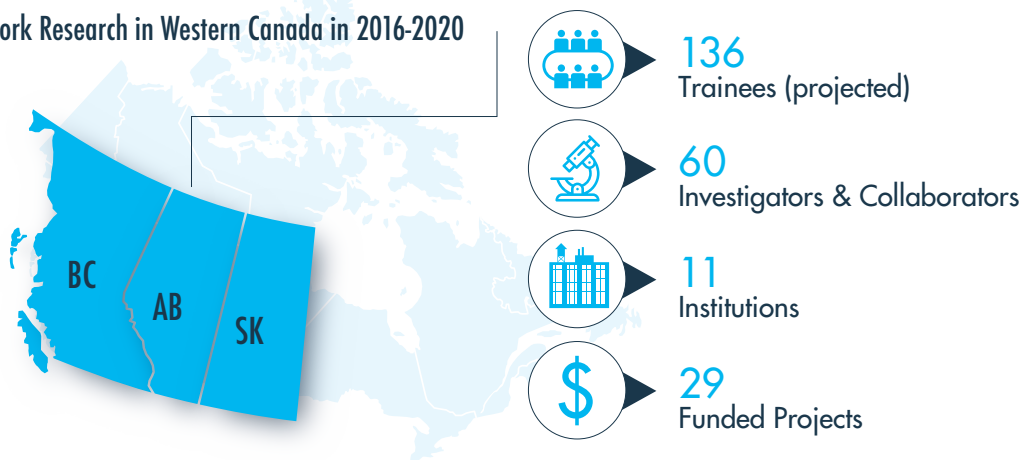 Research in Western Canada in 2016-2020
136
Trainees (projected)
60
Investigators & Collaborators
11
Institutions
29
Funded Projects
BC
AB
SK